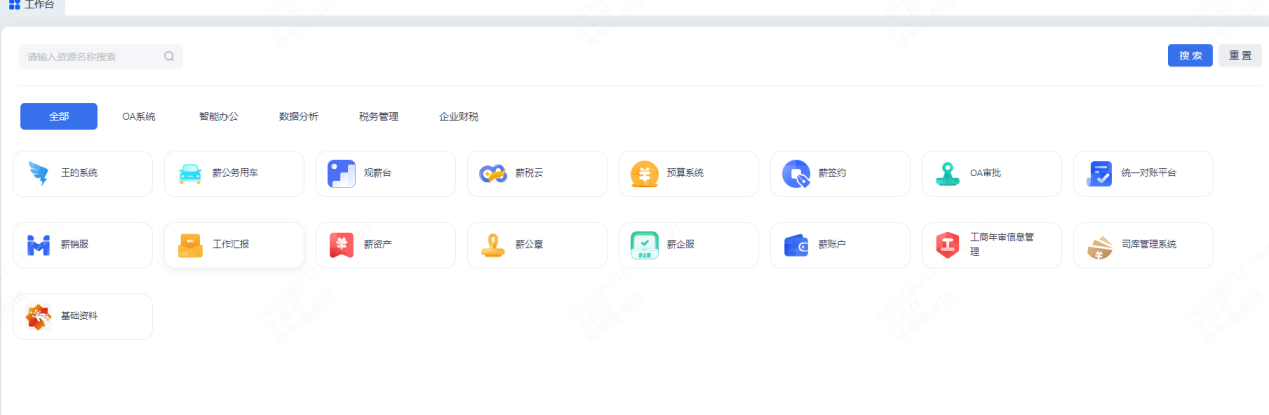 工作台
请输入资源名称搜索
搜索
重置
全部
OA系统
智能办公
数据分析
税务管理
企业财税
王的系统
薪公务用车
观薪台
薪税云
预算系统
薪签约
OA审批
统一对账平台
薪销服
工作汇报
薪资产
薪公章
薪企服
薪账户
工商年审信息管
理
司库管理系统
基础资料